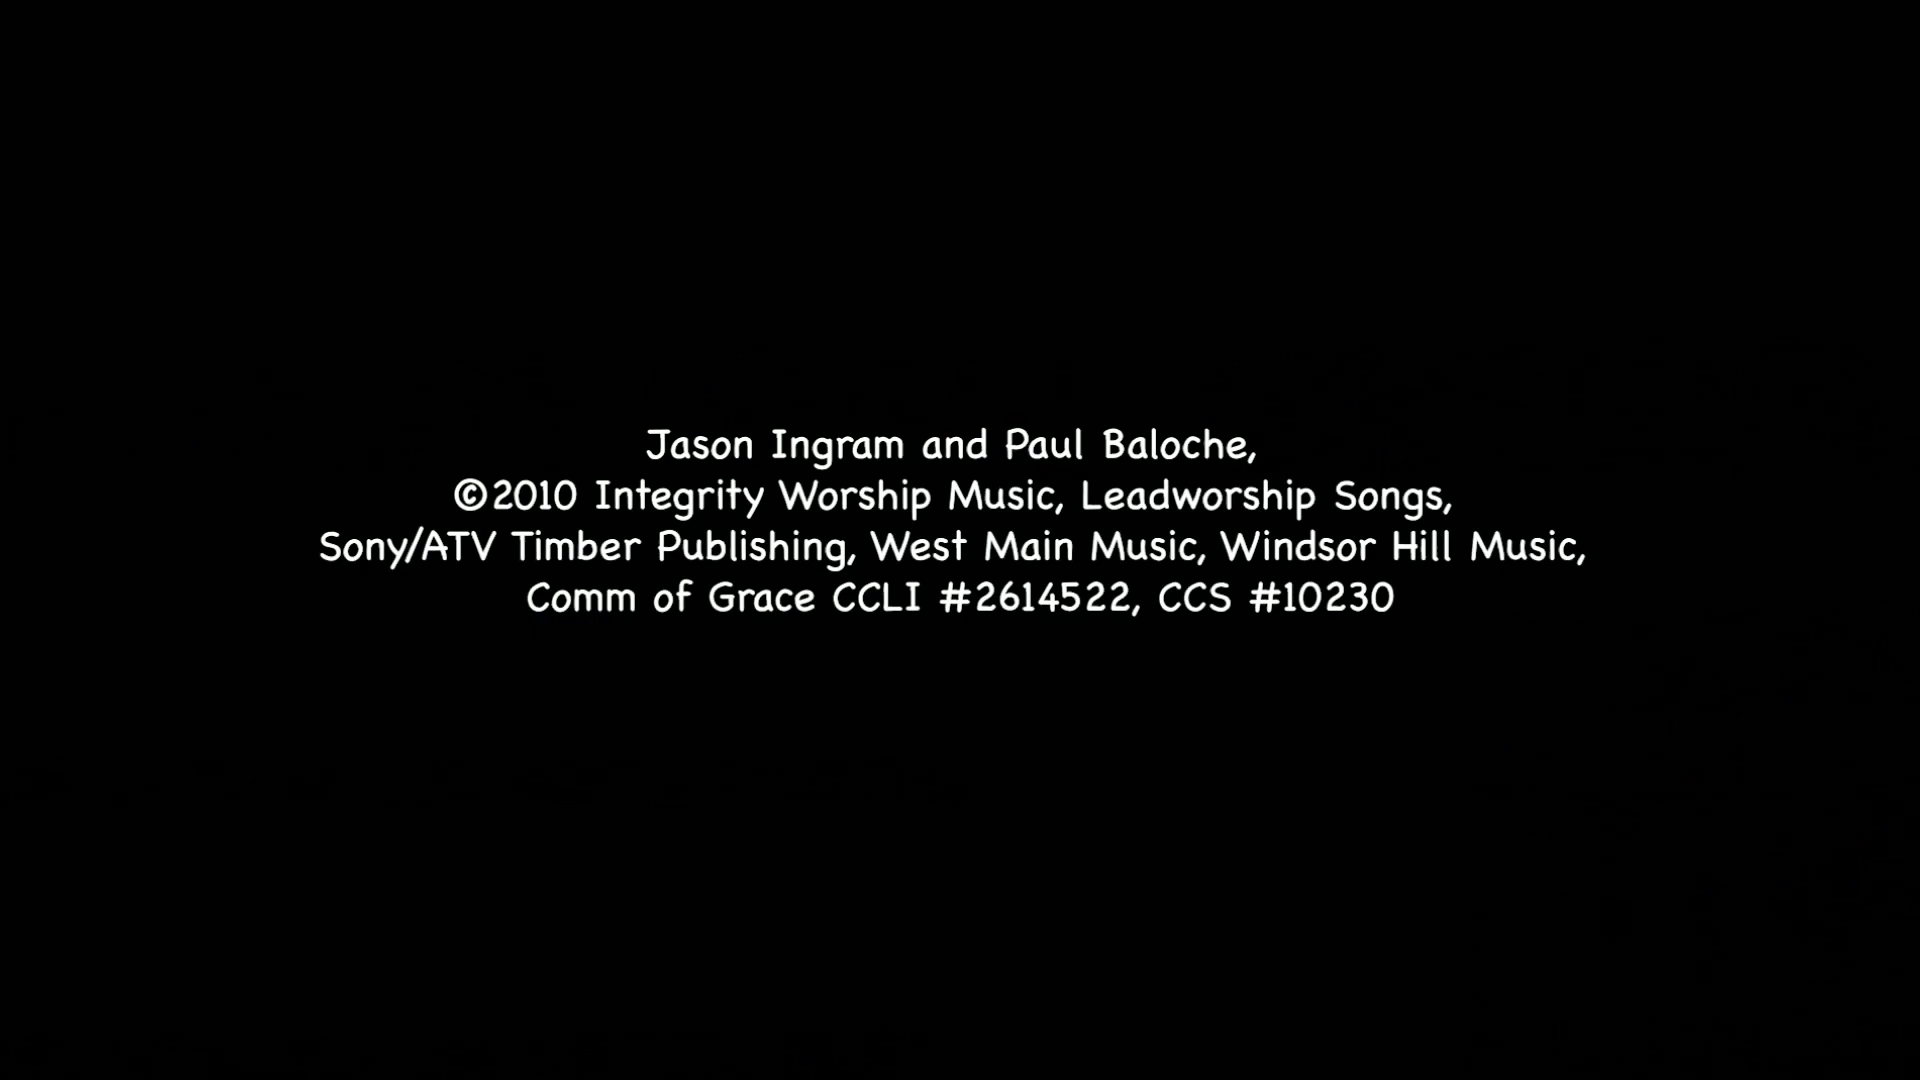 Jason Ingram and Paul Baloche,
©2010 Integrity Worship Music, Leadworship Songs,
Sony/ATV Timber Publishing, West Main Music, Windsor Hill Music,
Comm of Grace CCLI #2614522, CCS #10230